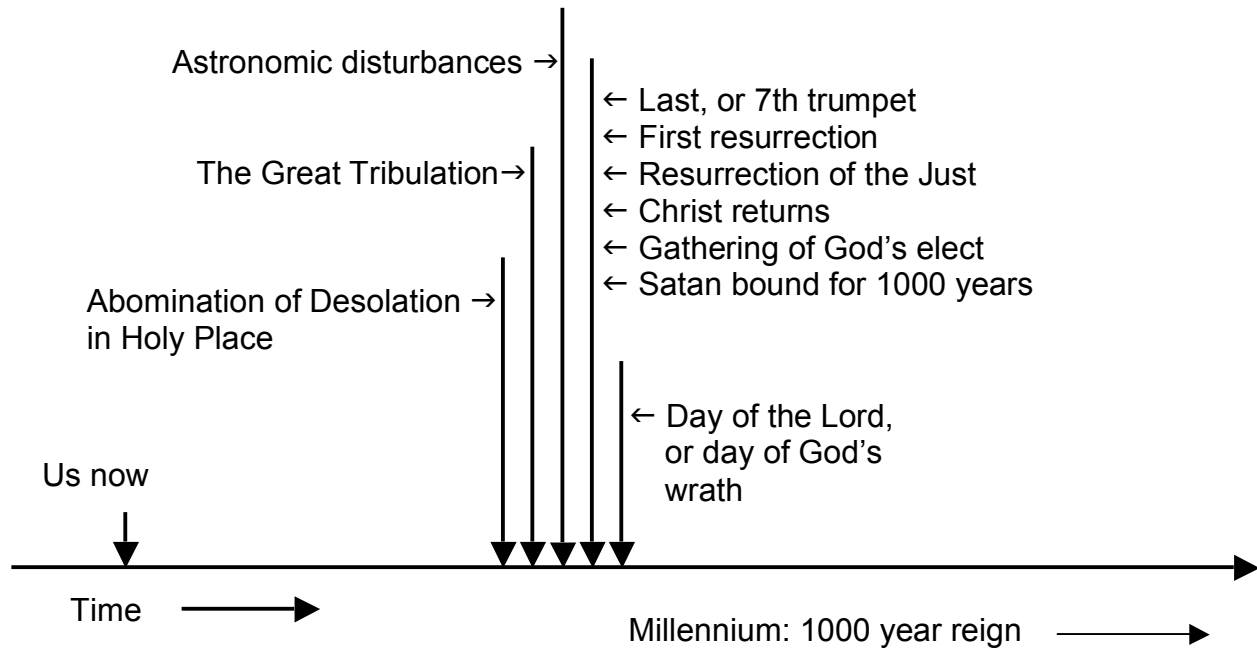 Astronomic disturbances →
← Last, or 7th trumpet
← First resurrection
The Great Tribulation→
← Resurrection of the Just
← Christ returns
← Gathering of God’s elect
← Satan bound for 1000 years
Abomination of Desolation →
in Holy Place
← Day of the Lord,
or day of God’s
wrath
Us now
Time
Millennium: 1000 year reign